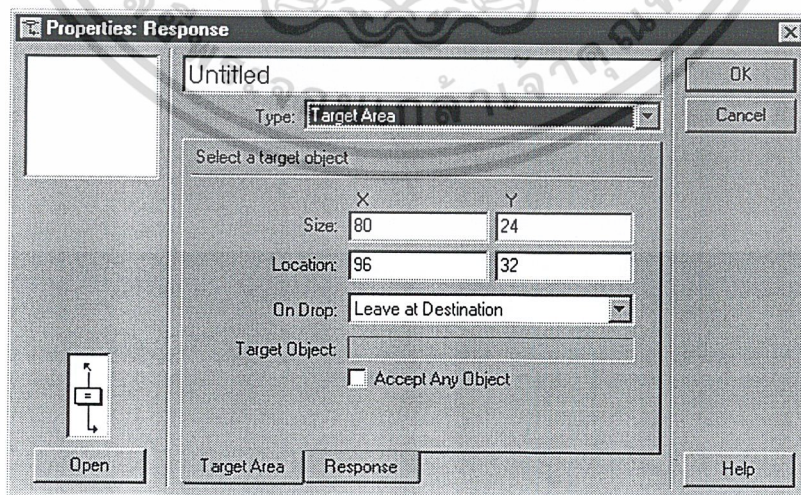 Properties: Response
Untitled
OK
Type: Target Area
Cancel
Select a target object
X Y
Size: 80 24
Location: 96 32
On Drop: Leave at Destination
Target Object:
Accept Any Object
=
Open
Target Area Response
Help